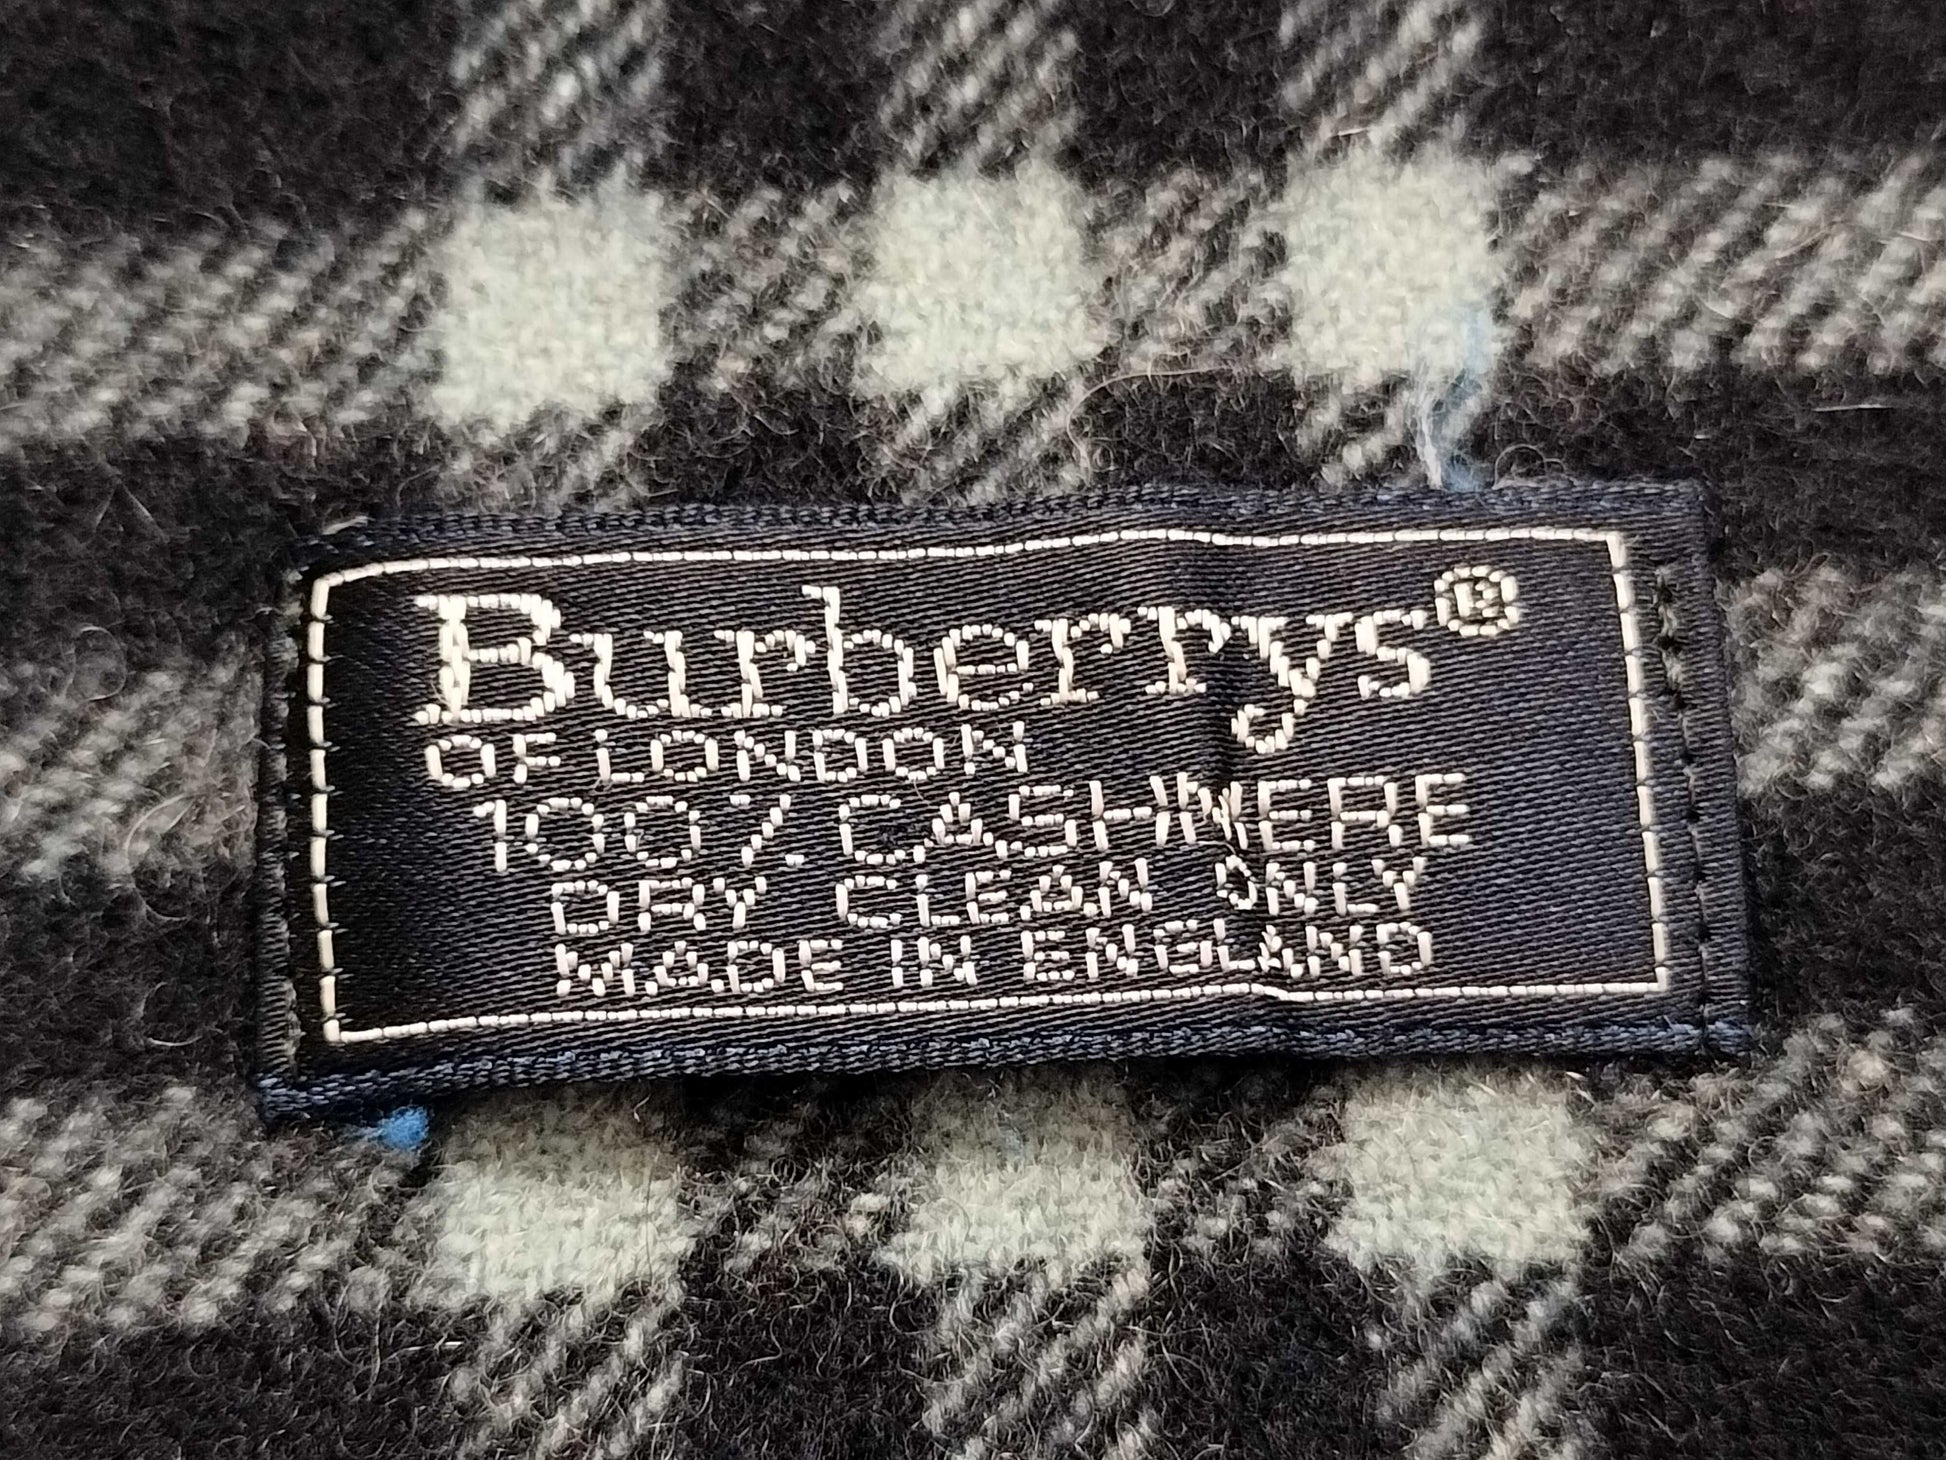 Burberrys®
OF LONDON
100% CASHMERE
DRY CLEAN ONLY
MADE IN ENGLAND